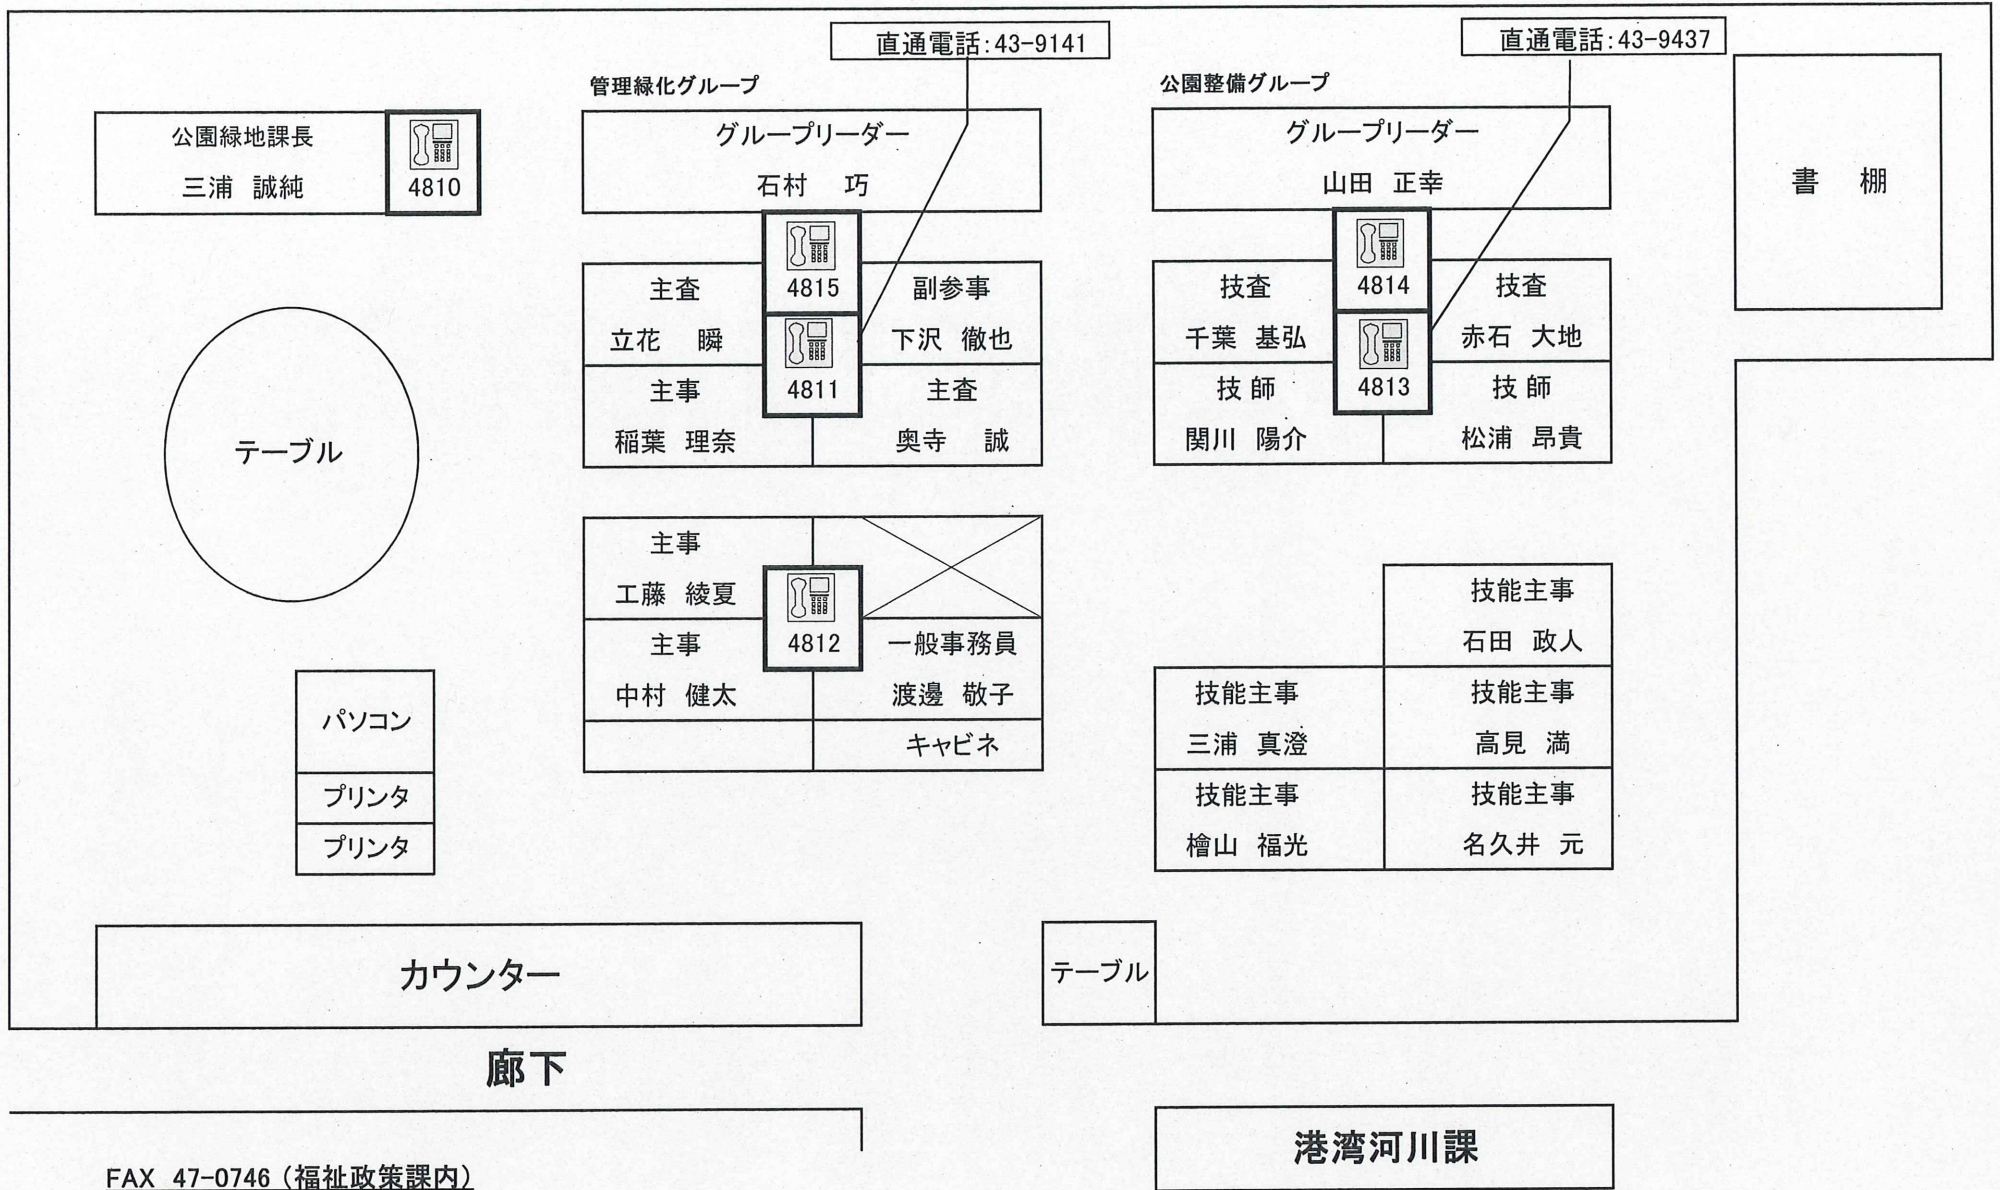 直通電話:43-9141
直通電話:43-9437
管理緑化グループ
公園整備グループ
公園緑地課長
三浦 誠純
4810
グループリーダー
石村 巧
グループリーダー
山田 正幸
書 棚
4815
4814
主査
立花 瞬
副参事
下沢 徹也
4811
主事
稲葉 理奈
主査
奥寺 誠
技査
千葉 基弘
技査
赤石 大地
4813
技師
関川 陽介
技師
松浦 昂貴
テーブル
主事
工藤 綾夏
4812
主事
中村 健太
一般事務員
渡邊 敬子
キャビネ
技能主事
石田 政人
技能主事
三浦 真澄
技能主事
高見 満
技能主事
檜山 福光
技能主事
名久井 元
パソコン
プリンタ
プリンタ
カウンター
テーブル
廊下
港湾河川課
FAX 47-0746 (福祉政策課内)